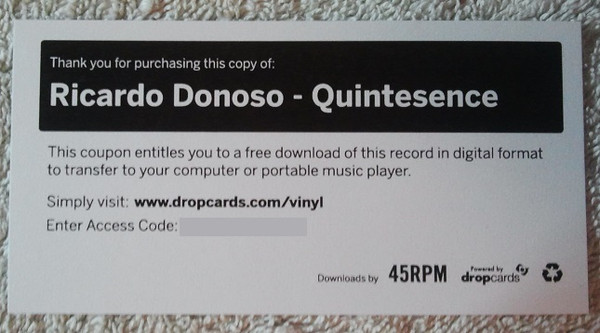 Thank you for purchasing this copy of:
Ricardo Donoso - Quintesence
This coupon entitles you to a free download of this record in digital format
to transfer to your computer or portable music player.
Simply visit: www.dropcards.com/vinyl
Enter Access Code:
Downloads by 45RPM Powered by dropcards